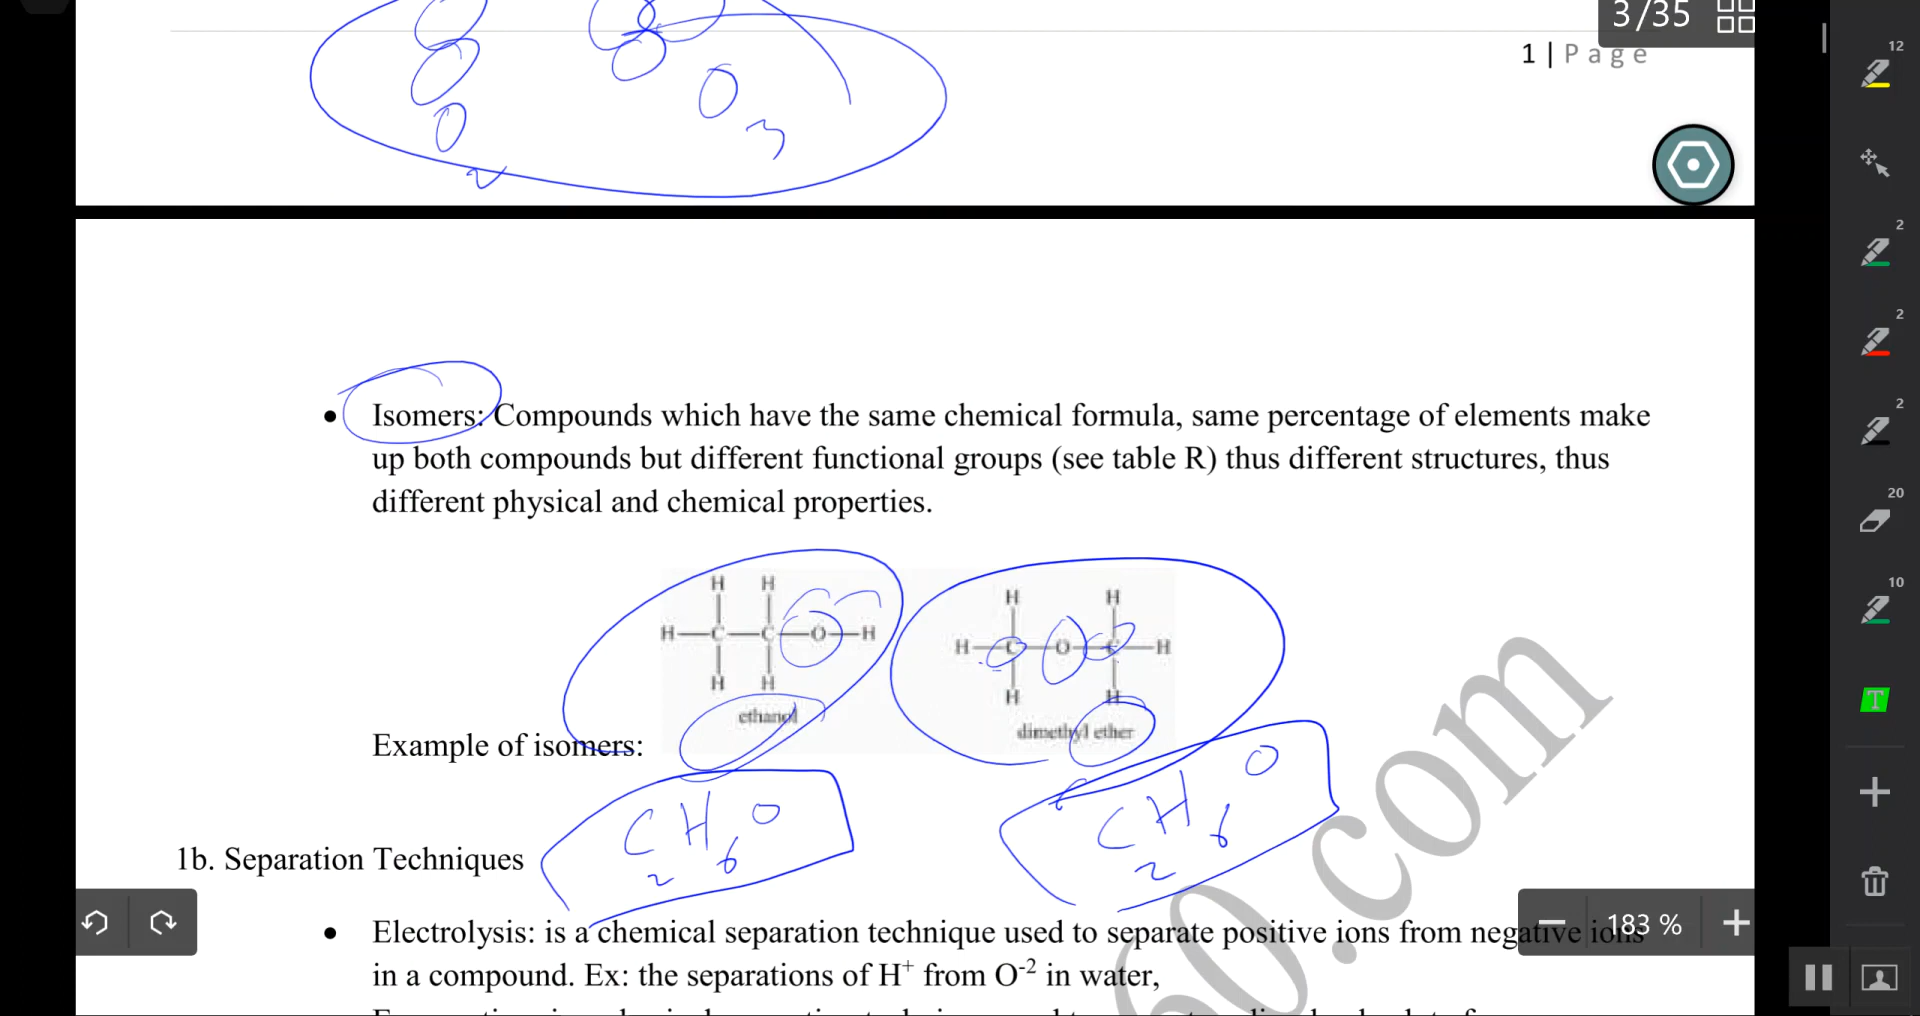 3/35
1 | Page
O
2
O
3
12
2
2
2
20
10
T
• Isomers: Compounds which have the same chemical formula, same percentage of elements make
up both compounds but different functional groups (see table R) thus different structures, thus
different physical and chemical properties.
H H
H—C—C—O—H
H H
ethanol
H H
H—C—O—C—H
H H
dimethyl ether
Example of isomers:
C2H6O
C2H6O
1b. Separation Techniques
• Electrolysis: is a chemical separation technique used to separate positive ions from negative ions
in a compound. Ex: the separations of H⁺ from O⁻² in water,
60.com
183 %